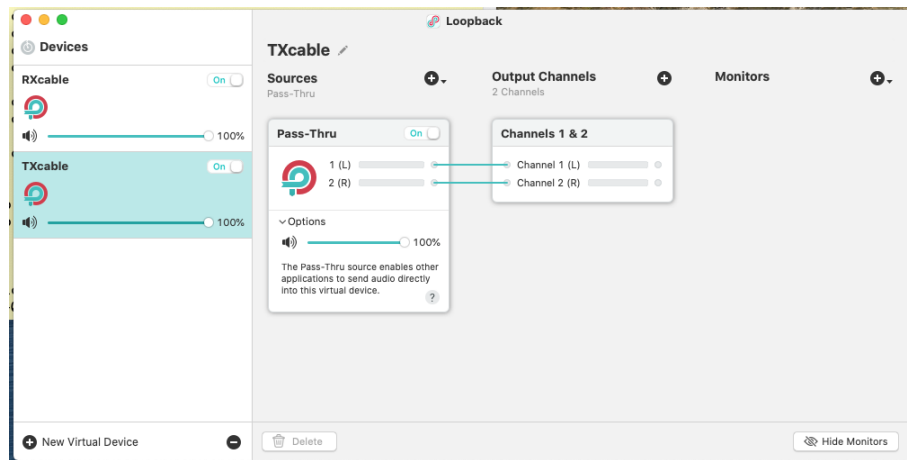 Loopback
Devices
RXcable
On
100%
TXcable
On
100%
New Virtual Device
TXcable
Sources
Pass-Thru
Output Channels
2 Channels
Monitors
Pass-Thru
On
1 (L)
2 (R)
Options
100%
The Pass-Thru source enables other
applications to send audio directly
into this virtual device.
?
Channels 1 & 2
Channel 1 (L)
Channel 2 (R)
Delete
Hide Monitors